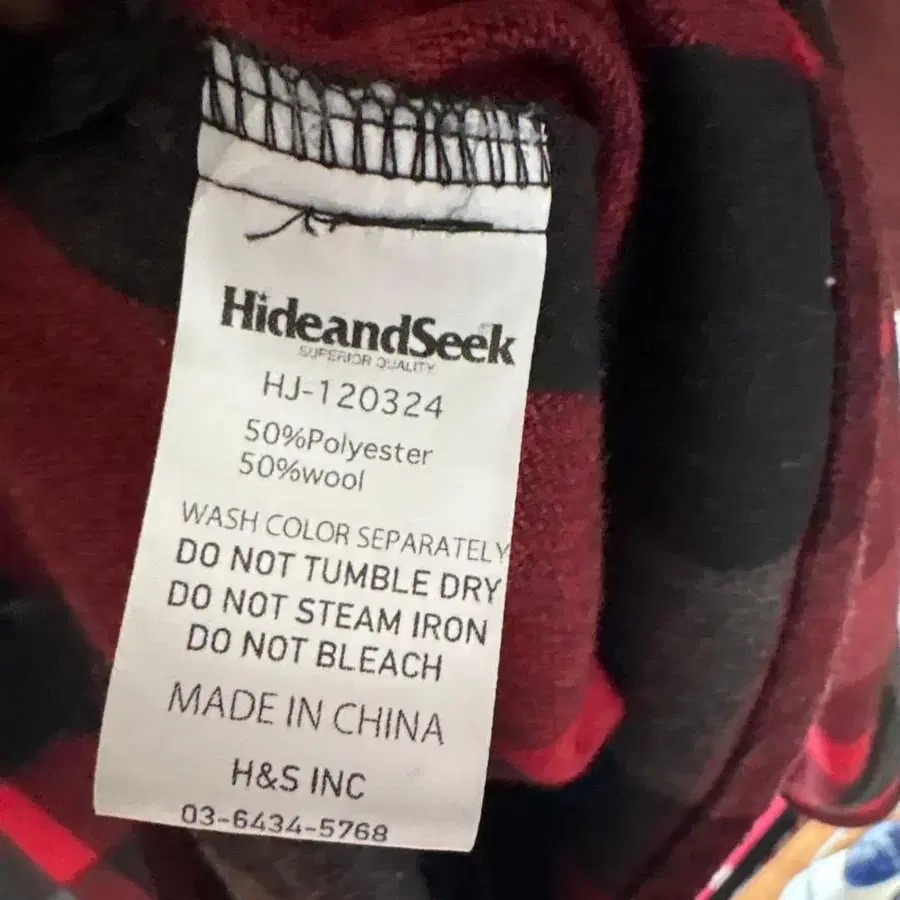 HideandSeek
SUPERIOR QUALITY
HJ-120324
50%Polyester
50%wool
WASH COLOR SEPARATELY
DO NOT TUMBLE DRY
DO NOT STEAM IRON
DO NOT BLEACH
MADE IN CHINA
H&S INC
03-6434-5768